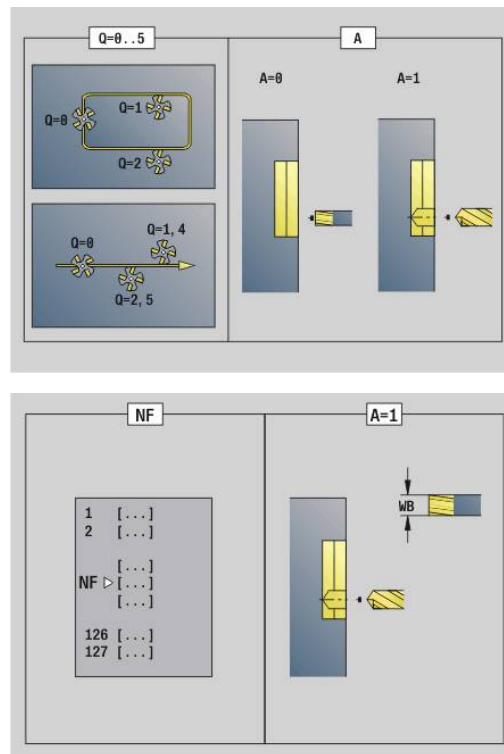 Q=0..5
A
Q=0
Q=1
Q=2
Q=0
Q=1,4
Q=2,5
A=0
A=1
NF
1 [...]
2 [...]
[...]
NF [...]
[...]
126 [...]
127 [...]
A=1
WB